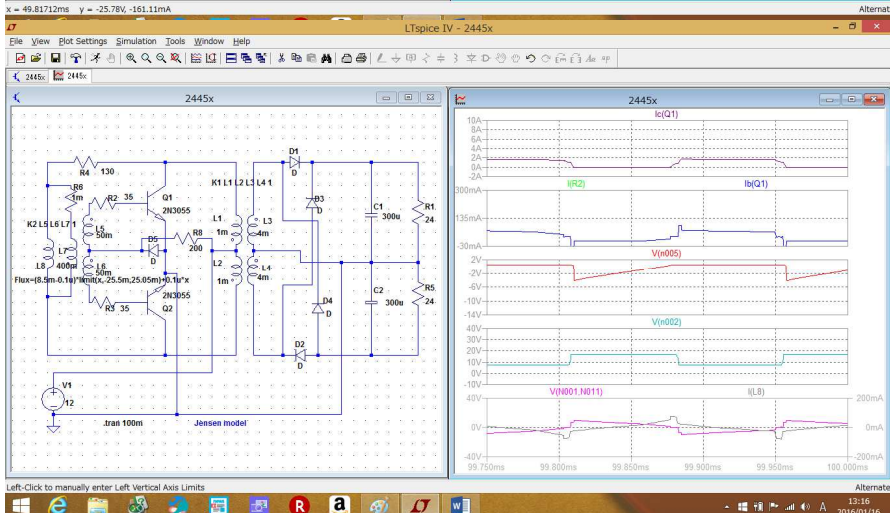 x = 49.81712ms y = -25.78V, -161.11mA
Alternat
LTspice IV - 2445x
File View Plot Settings Simulation Tools Window Help
2445x
2445x
2445x
R4 130
R6
1m
R2 35
Q1
2N3055
K2 L5 L6 L7 1
L5
50m
D5
D
R8
200
L7
400m
L8
L6
50m
Flux=(8.5m-0.1u)*limit(x,-25.5m,25.05m)+0.1u*x
R3 35
2N3055
Q2
K1 L1 L2 L3 L4 1
L1
1m
L3
4m
L2
1m
L4
4m
D1
D
D3
D
C1
300u
R1
24
D4
D
C2
300u
R5
24
D2
D
V1
12
.tran 100m
Jensen model
2445x
Ic(Q1)
10A
8A
6A
4A
2A
0A
-2A
I(R2)
Ib(Q1)
300mA
135mA
-30mA
V(n005)
2V
-2V
-6V
-10V
-14V
V(n002)
40V
30V
20V
10V
0V
-10V
V(N001,N011)
I(L8)
40V
0V
-40V
200mA
0mA
-200mA
99.750ms
99.800ms
99.850ms
99.900ms
99.950ms
100.000ms
Left-Click to manually enter Left Vertical Axis Limits
Alternate
R
a
A
13:16
2016/01/16